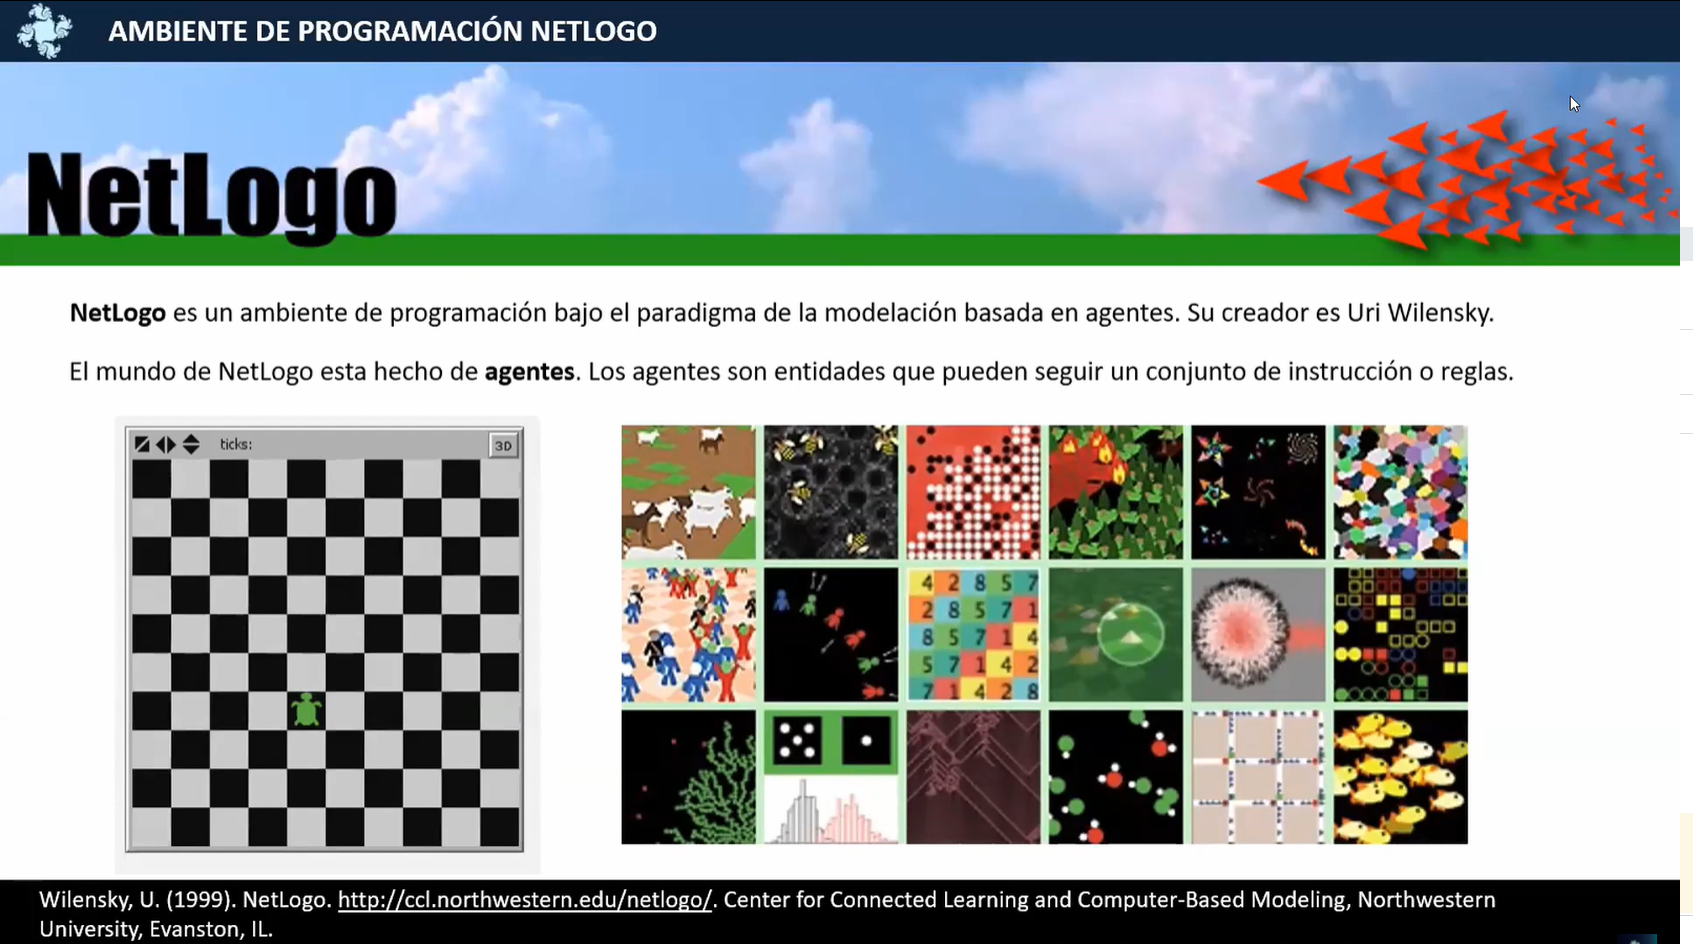 AMBIENTE DE PROGRAMACIÓN NETLOGO
NetLogo
NetLogo es un ambiente de programación bajo el paradigma de la modelación basada en agentes. Su creador es Uri Wilensky.
El mundo de NetLogo esta hecho de agentes. Los agentes son entidades que pueden seguir un conjunto de instrucción o reglas.
ticks:
3D
4 2 8 5 7
2 8 5 7 1
8 5 7 1 4
5 7 1 4 2
7 1 4 2 8
Wilensky, U. (1999). NetLogo. http://ccl.northwestern.edu/netlogo/. Center for Connected Learning and Computer-Based Modeling, Northwestern
University, Evanston, IL.